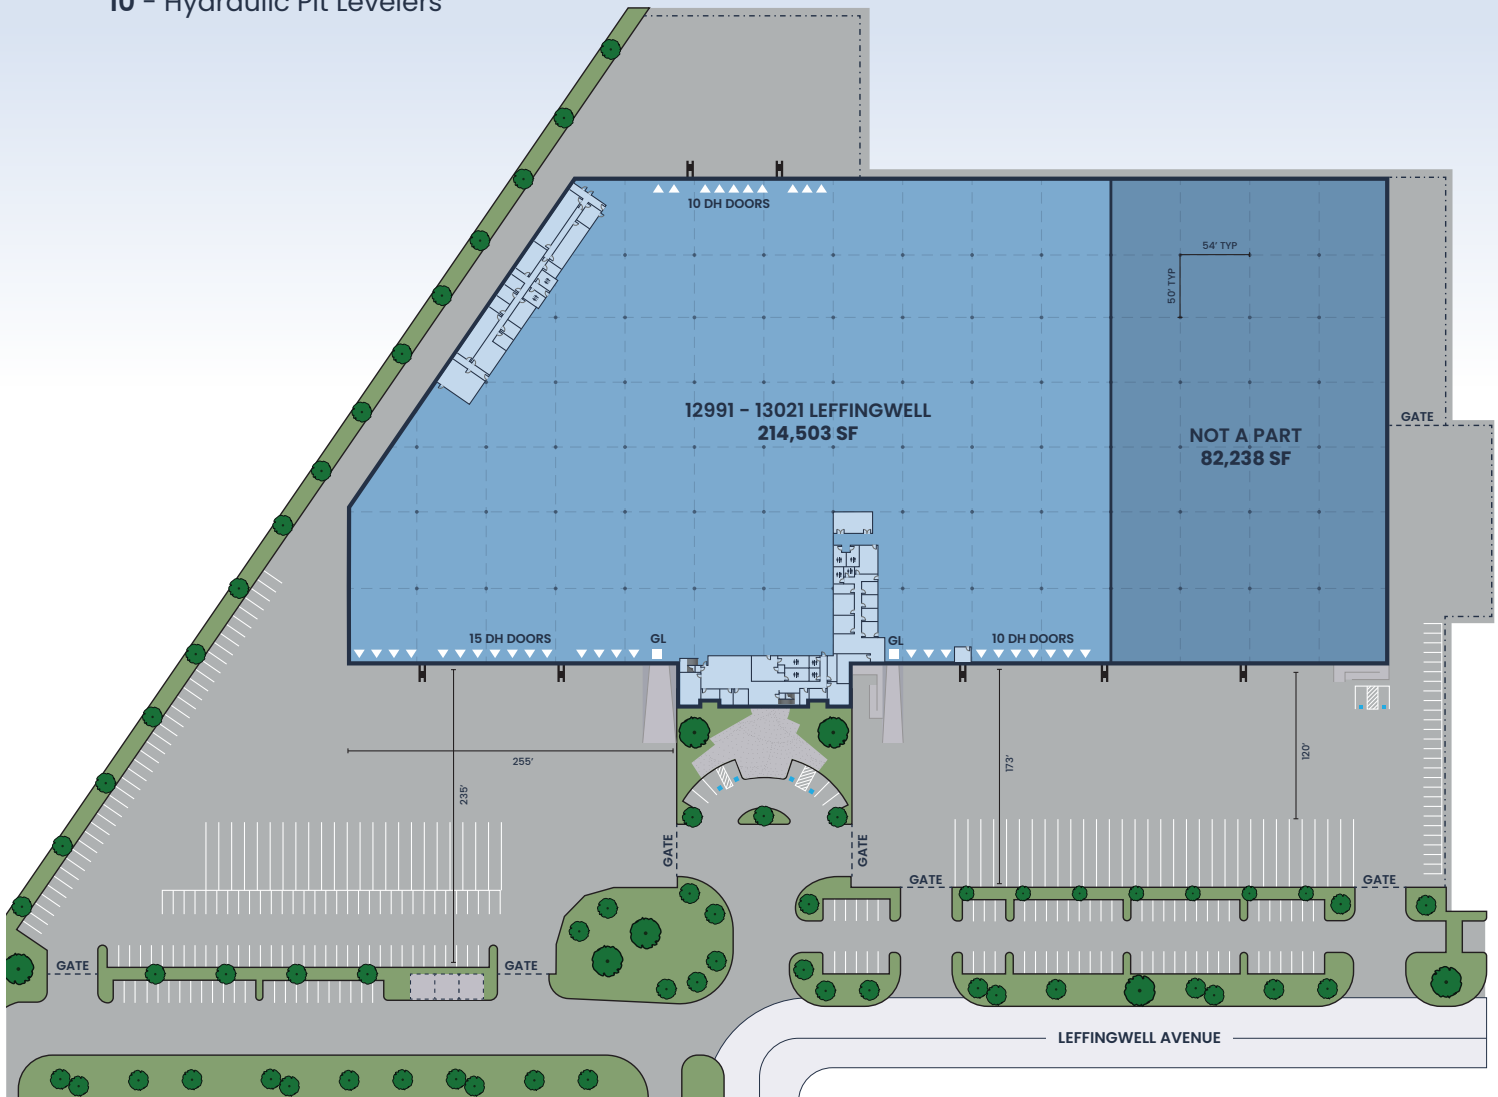 10 - Hydraulic Pit Levelers
10 DH DOORS
54' TYP
50' TYP
12991 - 13021 LEFFINGWELL
214,503 SF
GATE
NOT A PART
82,238 SF
15 DH DOORS
GL
GL
10 DH DOORS
255'
235'
173'
120'
GATE
GATE
GATE
GATE
GATE
GATE
LEFFINGWELL AVENUE